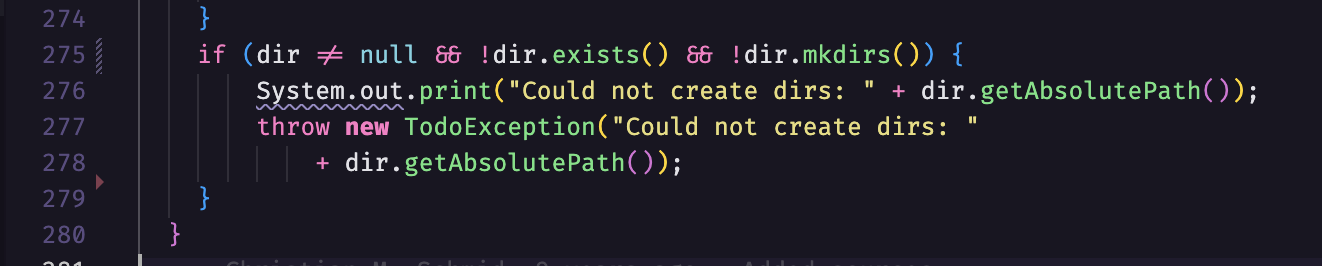 274 }
275 if (dir != null && !dir.exists() && !dir.mkdirs()) {
276 System.out.print("Could not create dirs: " + dir.getAbsolutePath());
277 throw new TodoException("Could not create dirs: "
278 + dir.getAbsolutePath());
279 }
280 }
281